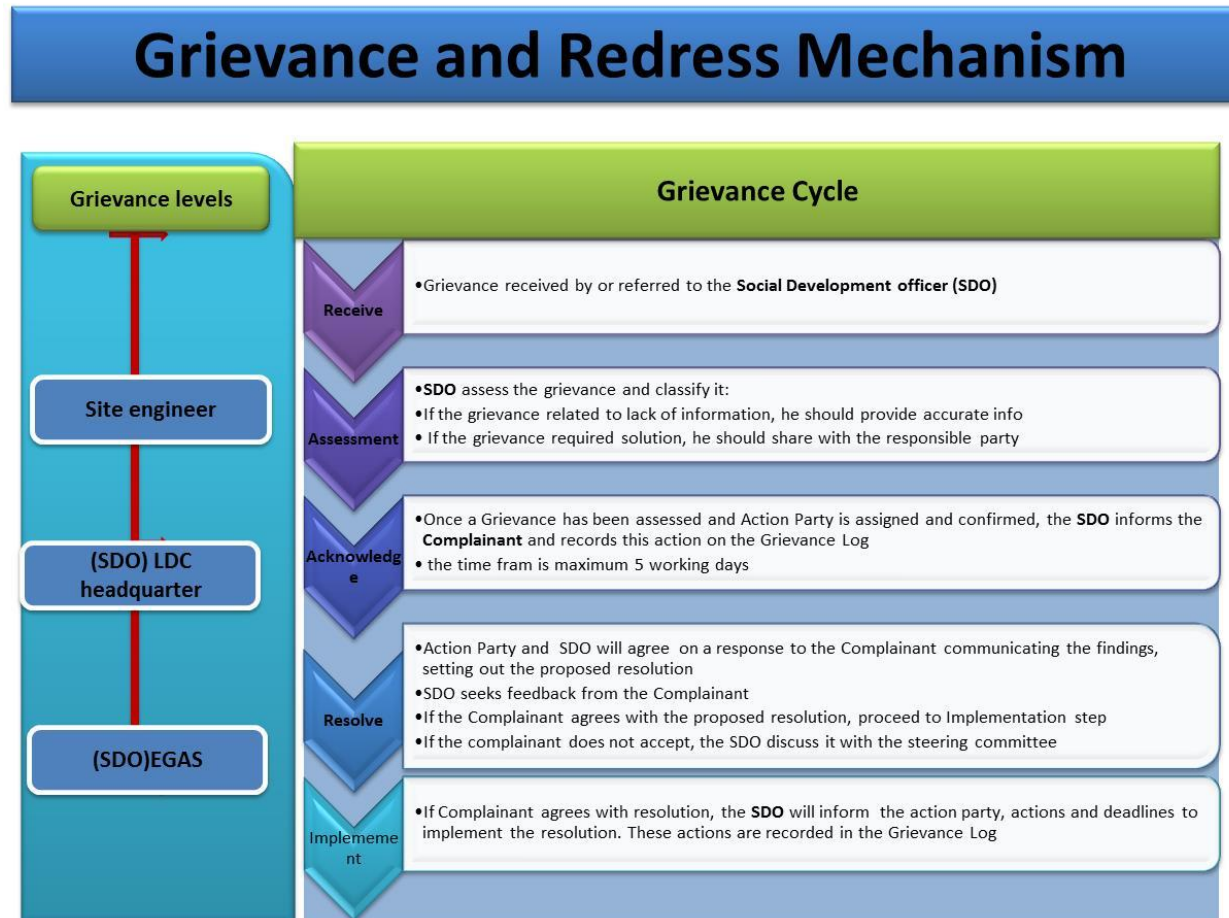 Grievance and Redress Mechanism
Grievance levels
Site engineer
(SDO) LDC
headquarter
(SDO)EGAS
Grievance Cycle
Receive
•Grievance received by or referred to the Social Development officer (SDO)
Assessment
•SDO assess the grievance and classify it:
•If the grievance related to lack of information, he should provide accurate info
• If the grievance required solution, he should share with the responsible party
Acknowledg
e
•Once a Grievance has been assessed and Action Party is assigned and confirmed, the SDO informs the
Complainant and records this action on the Grievance Log
• the time fram is maximum 5 working days
Resolve
•Action Party and  SDO will agree  on a response to the Complainant communicating the findings,
setting out the proposed resolution
•SDO seeks feedback from the Complainant
•If the Complainant agrees with the proposed resolution, proceed to Implementation step
•If the complainant does not accept, the SDO discuss it with the steering committee
Implememe
nt
•If Complainant agrees with resolution, the SDO will inform  the action party, actions and deadlines to
implement the resolution. These actions are recorded in the Grievance Log